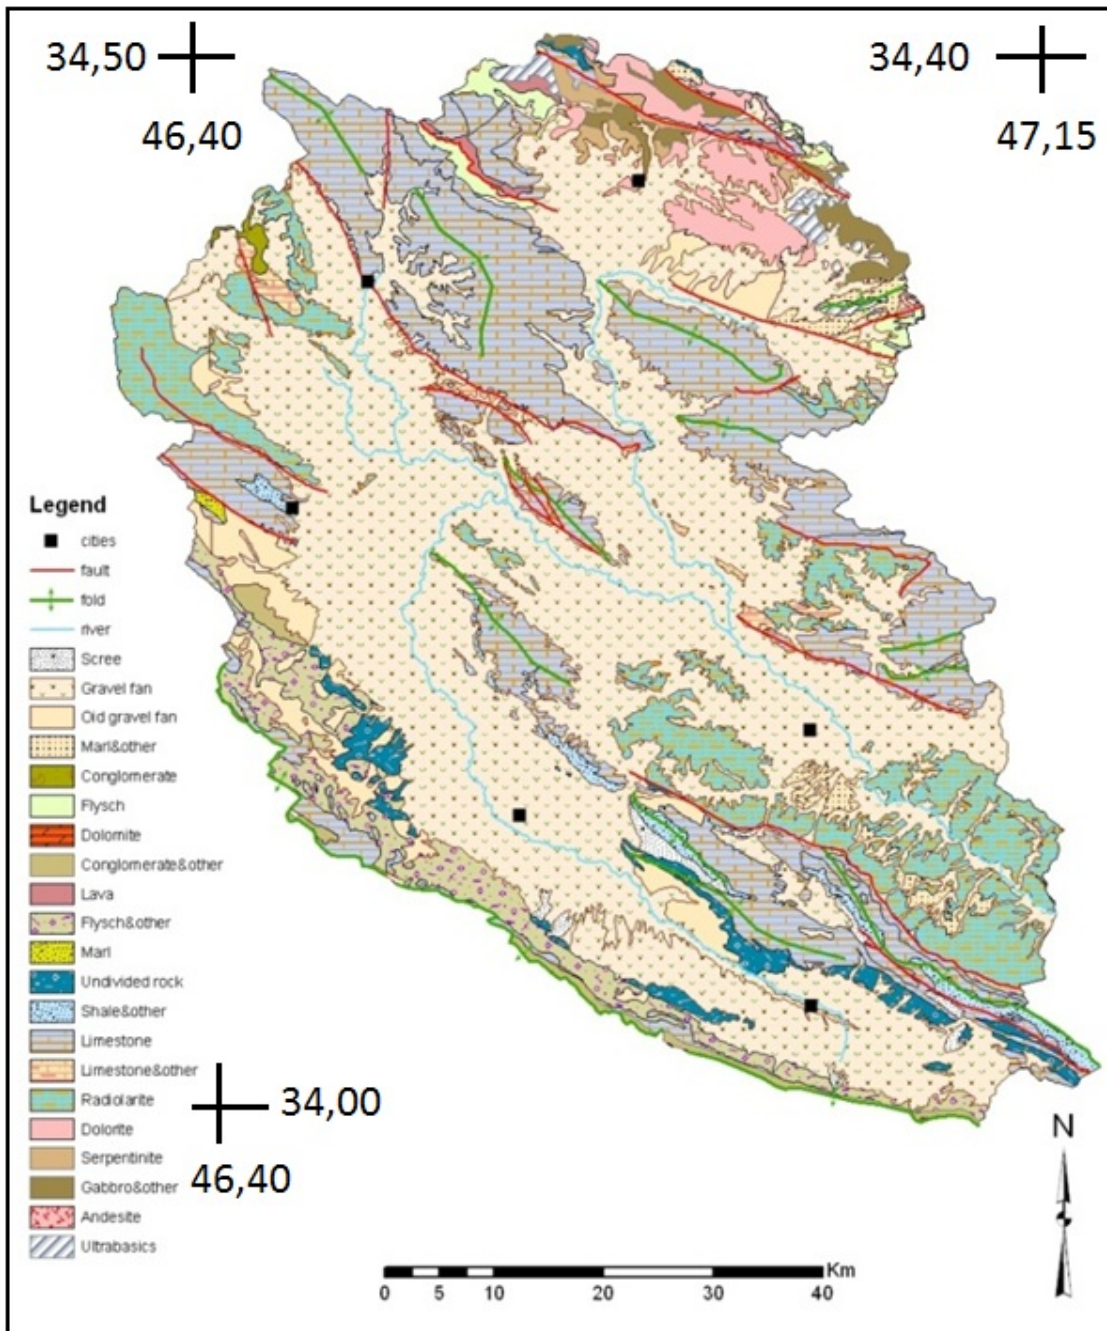 34,50
34,40
46,40
47,15
Legend
cities
fault
fold
river
Scree
Gravel fan
Old gravel fan
Marl&other
Conglomerate
Flysch
Dolomite
Conglomerate&other
Lava
Flysch&other
Marl
Undivided rock
Shale&other
Limestone
Limestone&other
Radiolarite
Dolorite
Serpentinite
Gabbro&other
Andesite
Ultrabasics
34,00
46,40
N
Km
0 5 10 20 30 40